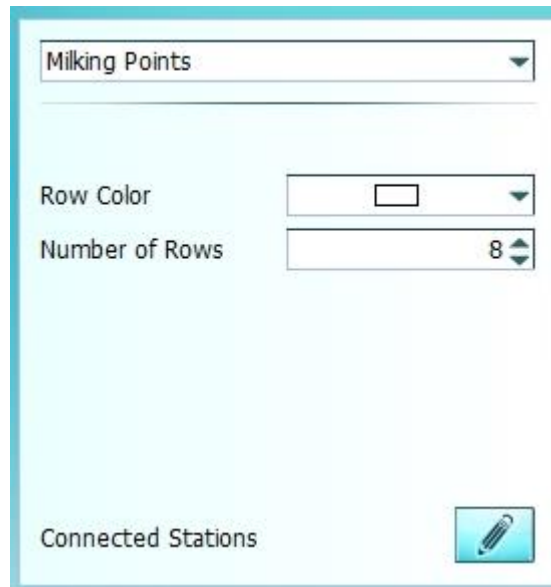 Milking Points
Row Color
Number of Rows 8
Connected Stations